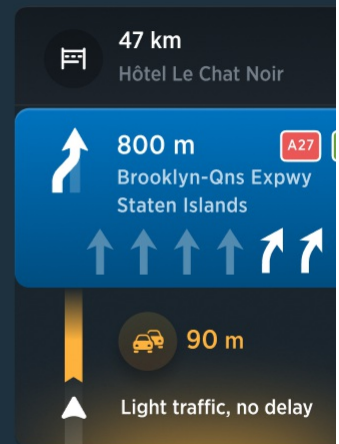 47 km
Hôtel Le Chat Noir
800 m
A27
Brooklyn-Qns Expwy
Staten Islands
90 m
Light traffic, no delay